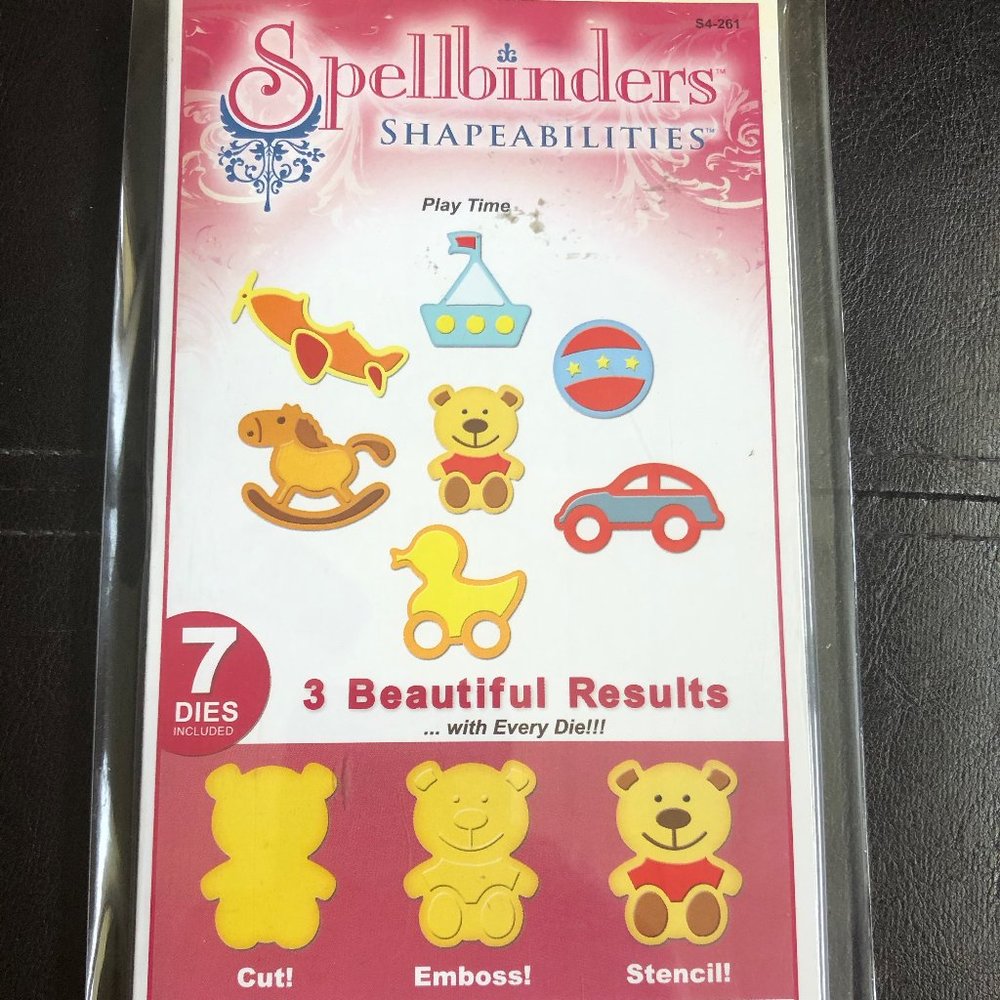 S4-261
Spellbinders™
SHAPEABILITIES™
Play Time
7
DIES
INCLUDED
3 Beautiful Results
... with Every Die!!!
Cut!
Emboss!
Stencil!